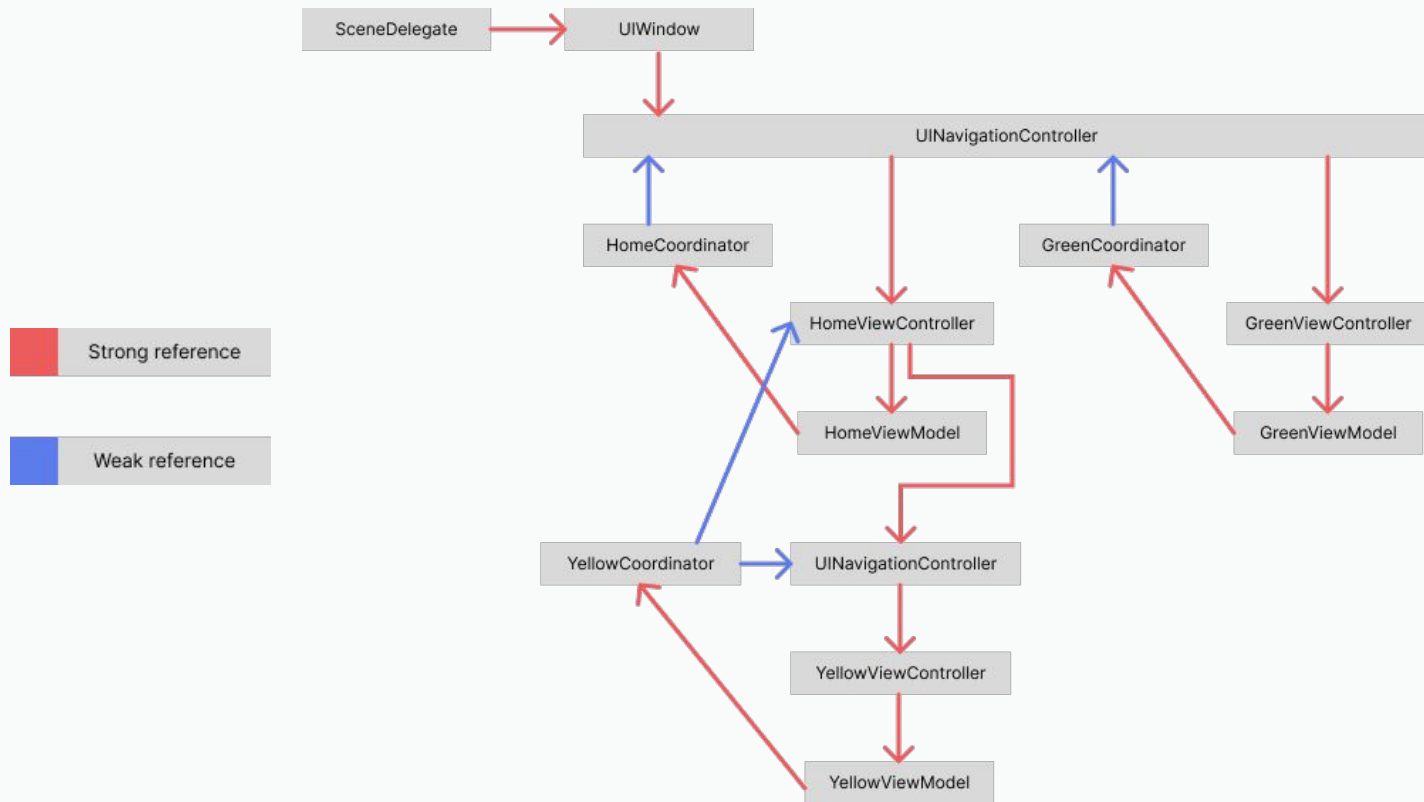 SceneDelegate
UIWindow
UINavigationController
HomeCoordinator
GreenCoordinator
HomeViewController
GreenViewController
Strong reference
HomeViewModel
GreenViewModel
Weak reference
YellowCoordinator
UINavigationController
YellowViewController
YellowViewModel